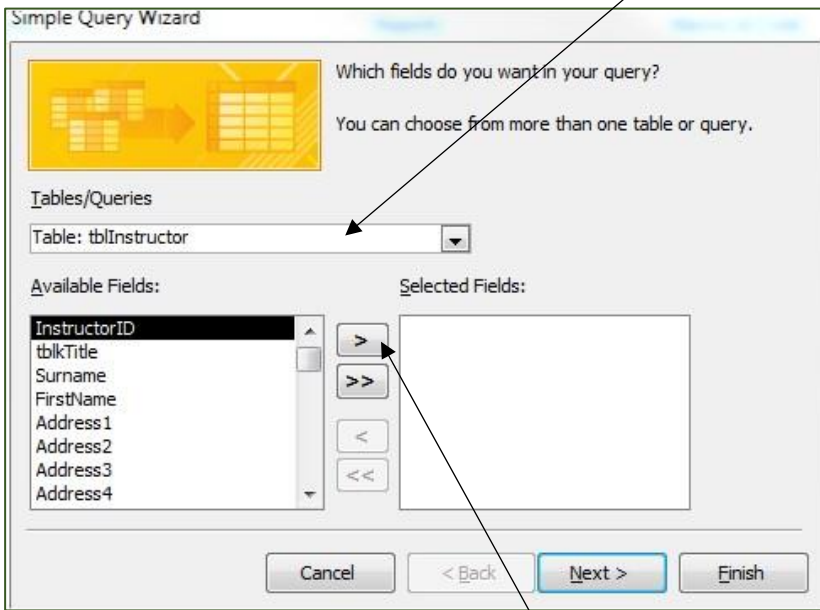 Simple Query Wizard
Which fields do you want in your query?
You can choose from more than one table or query.
Tables/Queries
Table: tblInstructor
Available Fields:
Selected Fields:
InstructorID
tblkTitle
Surname
FirstName
Address1
Address2
Address3
Address4
>
>>
<
<<
Cancel
< Back
Next >
Finish